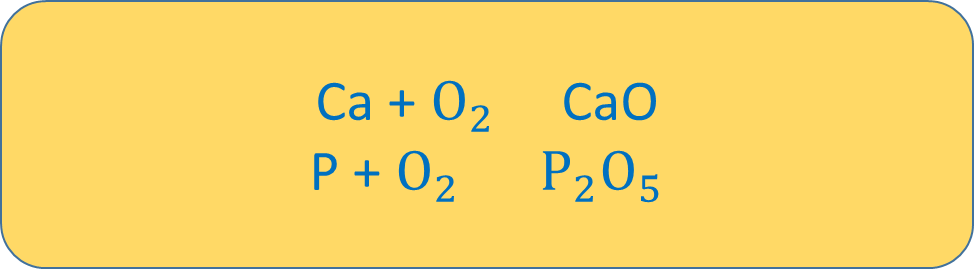 Ca + O₂ CaO
P + O₂ P₂O₅